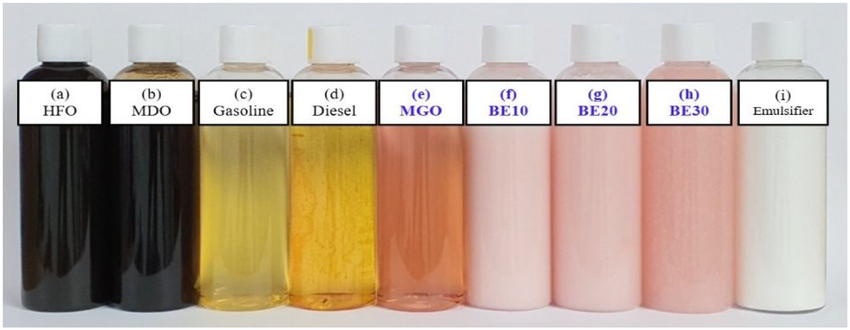 (a)
HFO
(b)
MDO
(c)
Gasoline
(d)
Diesel
(e)
MGO
(f)
BE10
(g)
BE20
(h)
BE30
(i)
Emulsifier